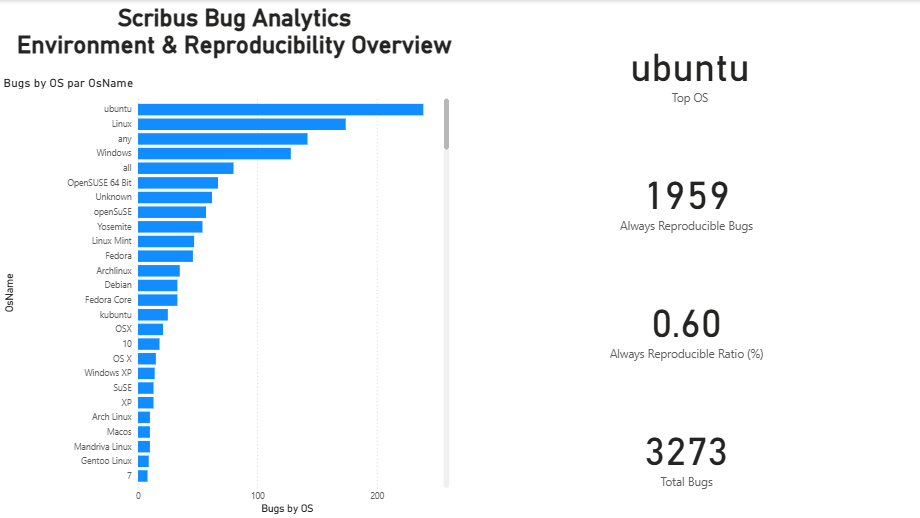 Scribus Bug Analytics
Environment & Reproducibility Overview
Bugs by OS par OsName
OsName
ubuntu
Linux
any
Windows
all
OpenSUSE 64 Bit
Unknown
openSuSE
Yosemite
Linux Mint
Fedora
Archlinux
Debian
Fedora Core
kubuntu
OSX
10
OS X
Windows XP
SuSE
XP
Arch Linux
Macos
Mandriva Linux
Gentoo Linux
7
0 100 200
Bugs by OS
ubuntu
Top OS
1959
Always Reproducible Bugs
0.60
Always Reproducible Ratio (%)
3273
Total Bugs